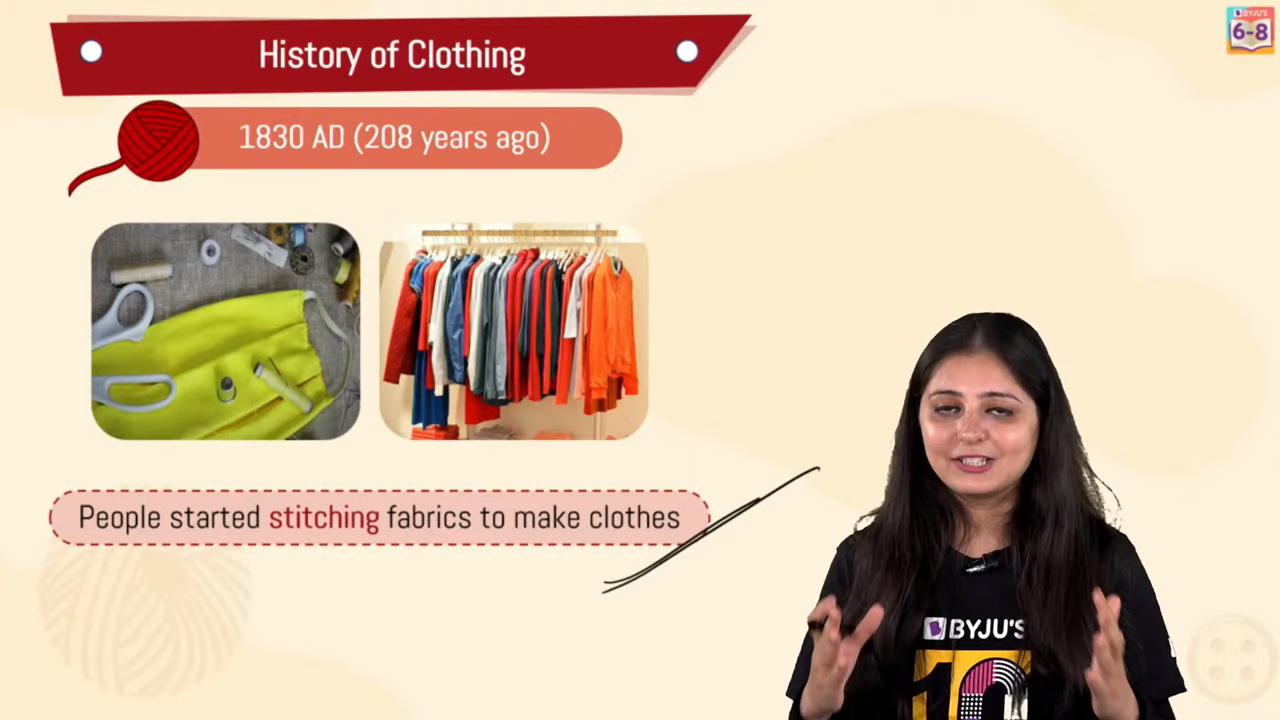 BYJU'S
6-8
History of Clothing
1830 AD (208 years ago)
People started stitching fabrics to make clothes
BYJU'S
10